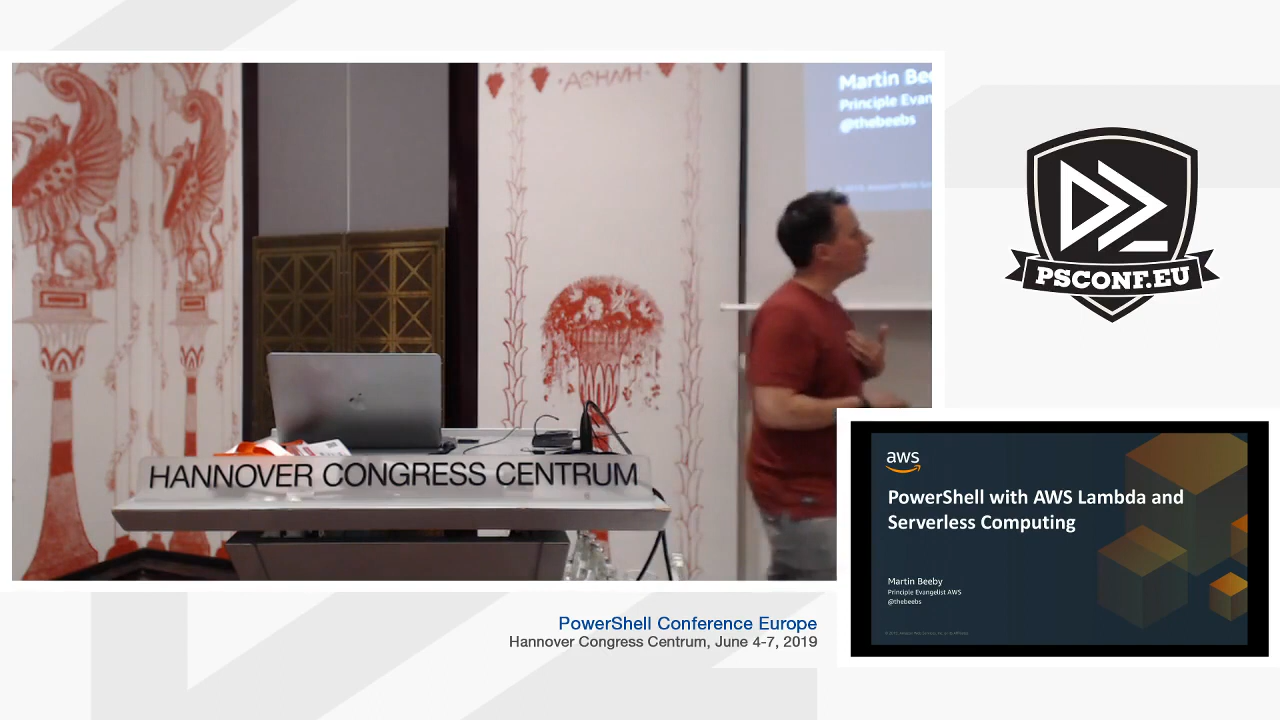 Martin Bee
Principle Evan
@thebeebs
HANNOVER CONGRESS CENTRUM
PSCONF.EU
aws
PowerShell with AWS Lambda and
Serverless Computing
Martin Beeby
Principle Evangelist AWS
@thebeebs
PowerShell Conference Europe
Hannover Congress Centrum, June 4-7, 2019